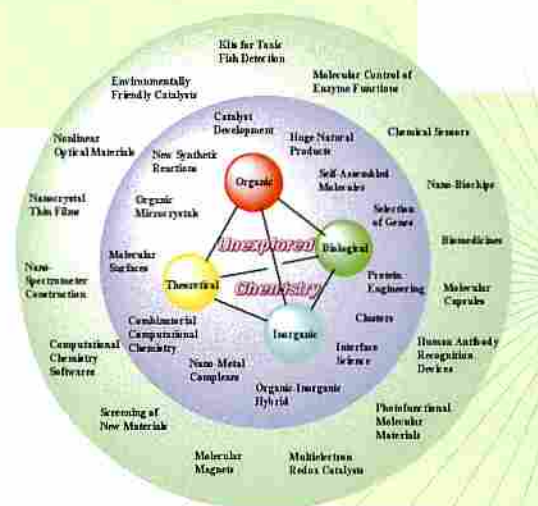 Kits for Toxic
Fish Detection
Environmentally
Friendly Catalysts
Molecular Control of
Enzyme Functions
Catalyst
Development
Nonlinear
Optical Materials
New Synthetic
Reactions
Huge Natural
Products
Chemical Sensors
Organic
Self-Assembled
Molecules
Nano-Biochips
Nanocrystal
Thin Films
Organic
Microcrystals
Selection
of Genes
Unexplored
Biological
Biomedicines
Molecular
Surfaces
Nano-
Spectrometer
Construction
Theoretical
Chemistry
Protein
Engineering
Molecular
Capsules
Combinatorial
Computational
Chemistry
Inorganic
Clusters
Computational
Chemistry
Softwares
Nano-Metal
Complexes
Interface
Science
Human Antibody
Recognition
Devices
Organic-Inorganic
Hybrid
Screening of
New Materials
Photofunctional
Molecular
Materials
Molecular
Magnets
Multielectron
Redox Catalysts